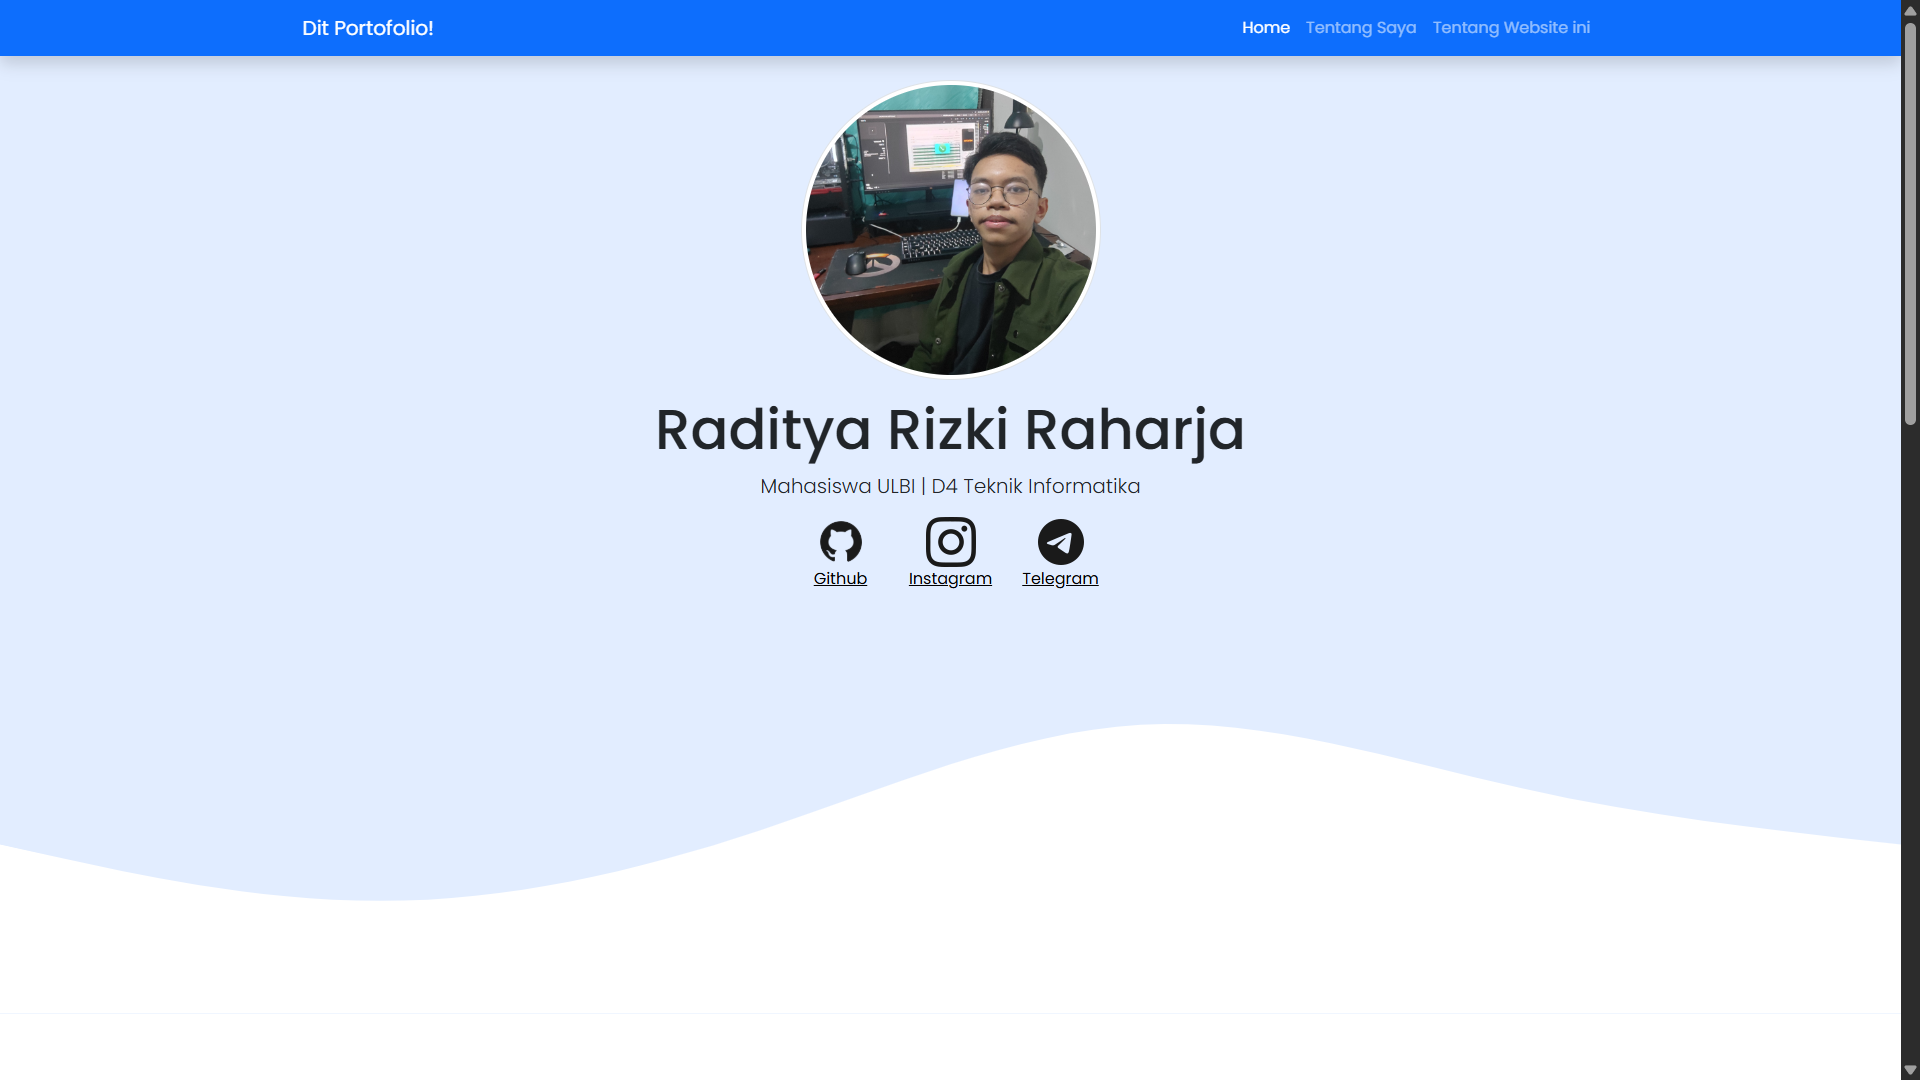 Dit Portofolio!
Home Tentang Saya Tentang Website ini
Raditya Rizki Raharja
Mahasiswa ULBI | D4 Teknik Informatika
Github Instagram Telegram